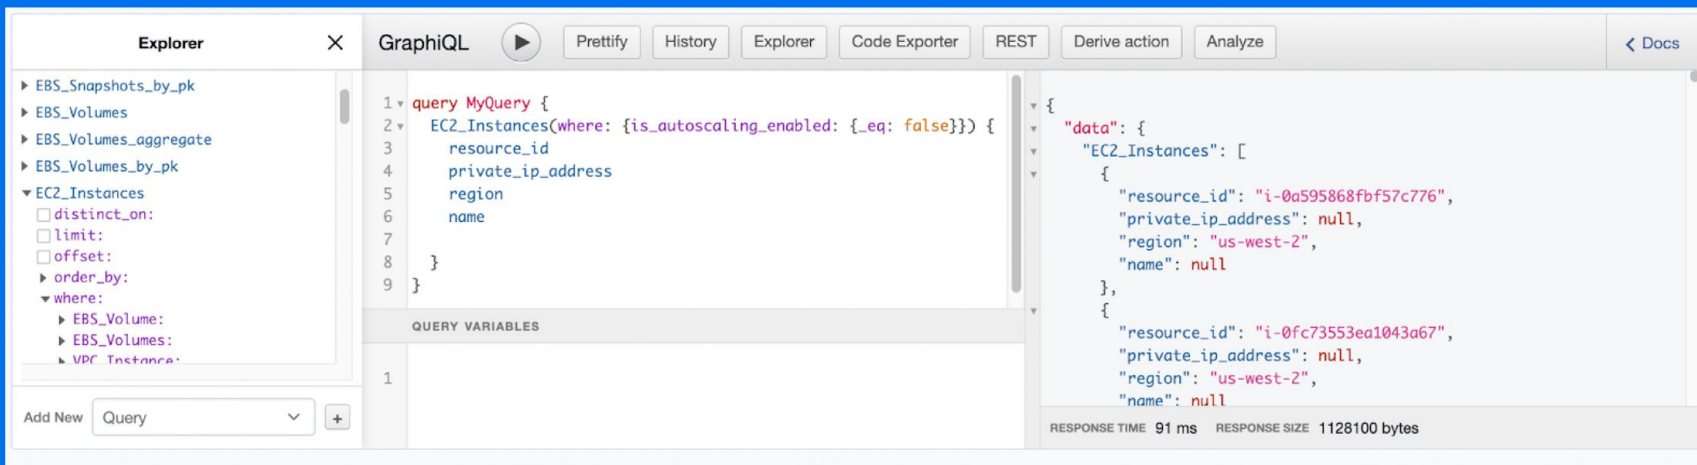 Explorer
EBS_Snapshots_by_pk
EBS_Volumes
EBS_Volumes_aggregate
EBS_Volumes_by_pk
EC2_Instances
distinct_on:
limit:
offset:
order_by:
where:
EBS_Volume:
EBS_Volumes:
VPC_Instance:
Add New Query +
GraphiQL Prettify History Explorer Code Exporter REST Derive action Analyze < Docs
1 query MyQuery {
2 EC2_Instances(where: {is_autoscaling_enabled: {_eq: false}}) {
3 resource_id
4 private_ip_address
5 region
6 name
7
8 }
9 }
QUERY VARIABLES
1
{
"data": {
"EC2_Instances": [
{
"resource_id": "i-0a595868fbf57c776",
"private_ip_address": null,
"region": "us-west-2",
"name": null
},
{
"resource_id": "i-0fc73553ea1043a67",
"private_ip_address": null,
"region": "us-west-2",
"name": null
RESPONSE TIME 91 ms RESPONSE SIZE 1128100 bytes